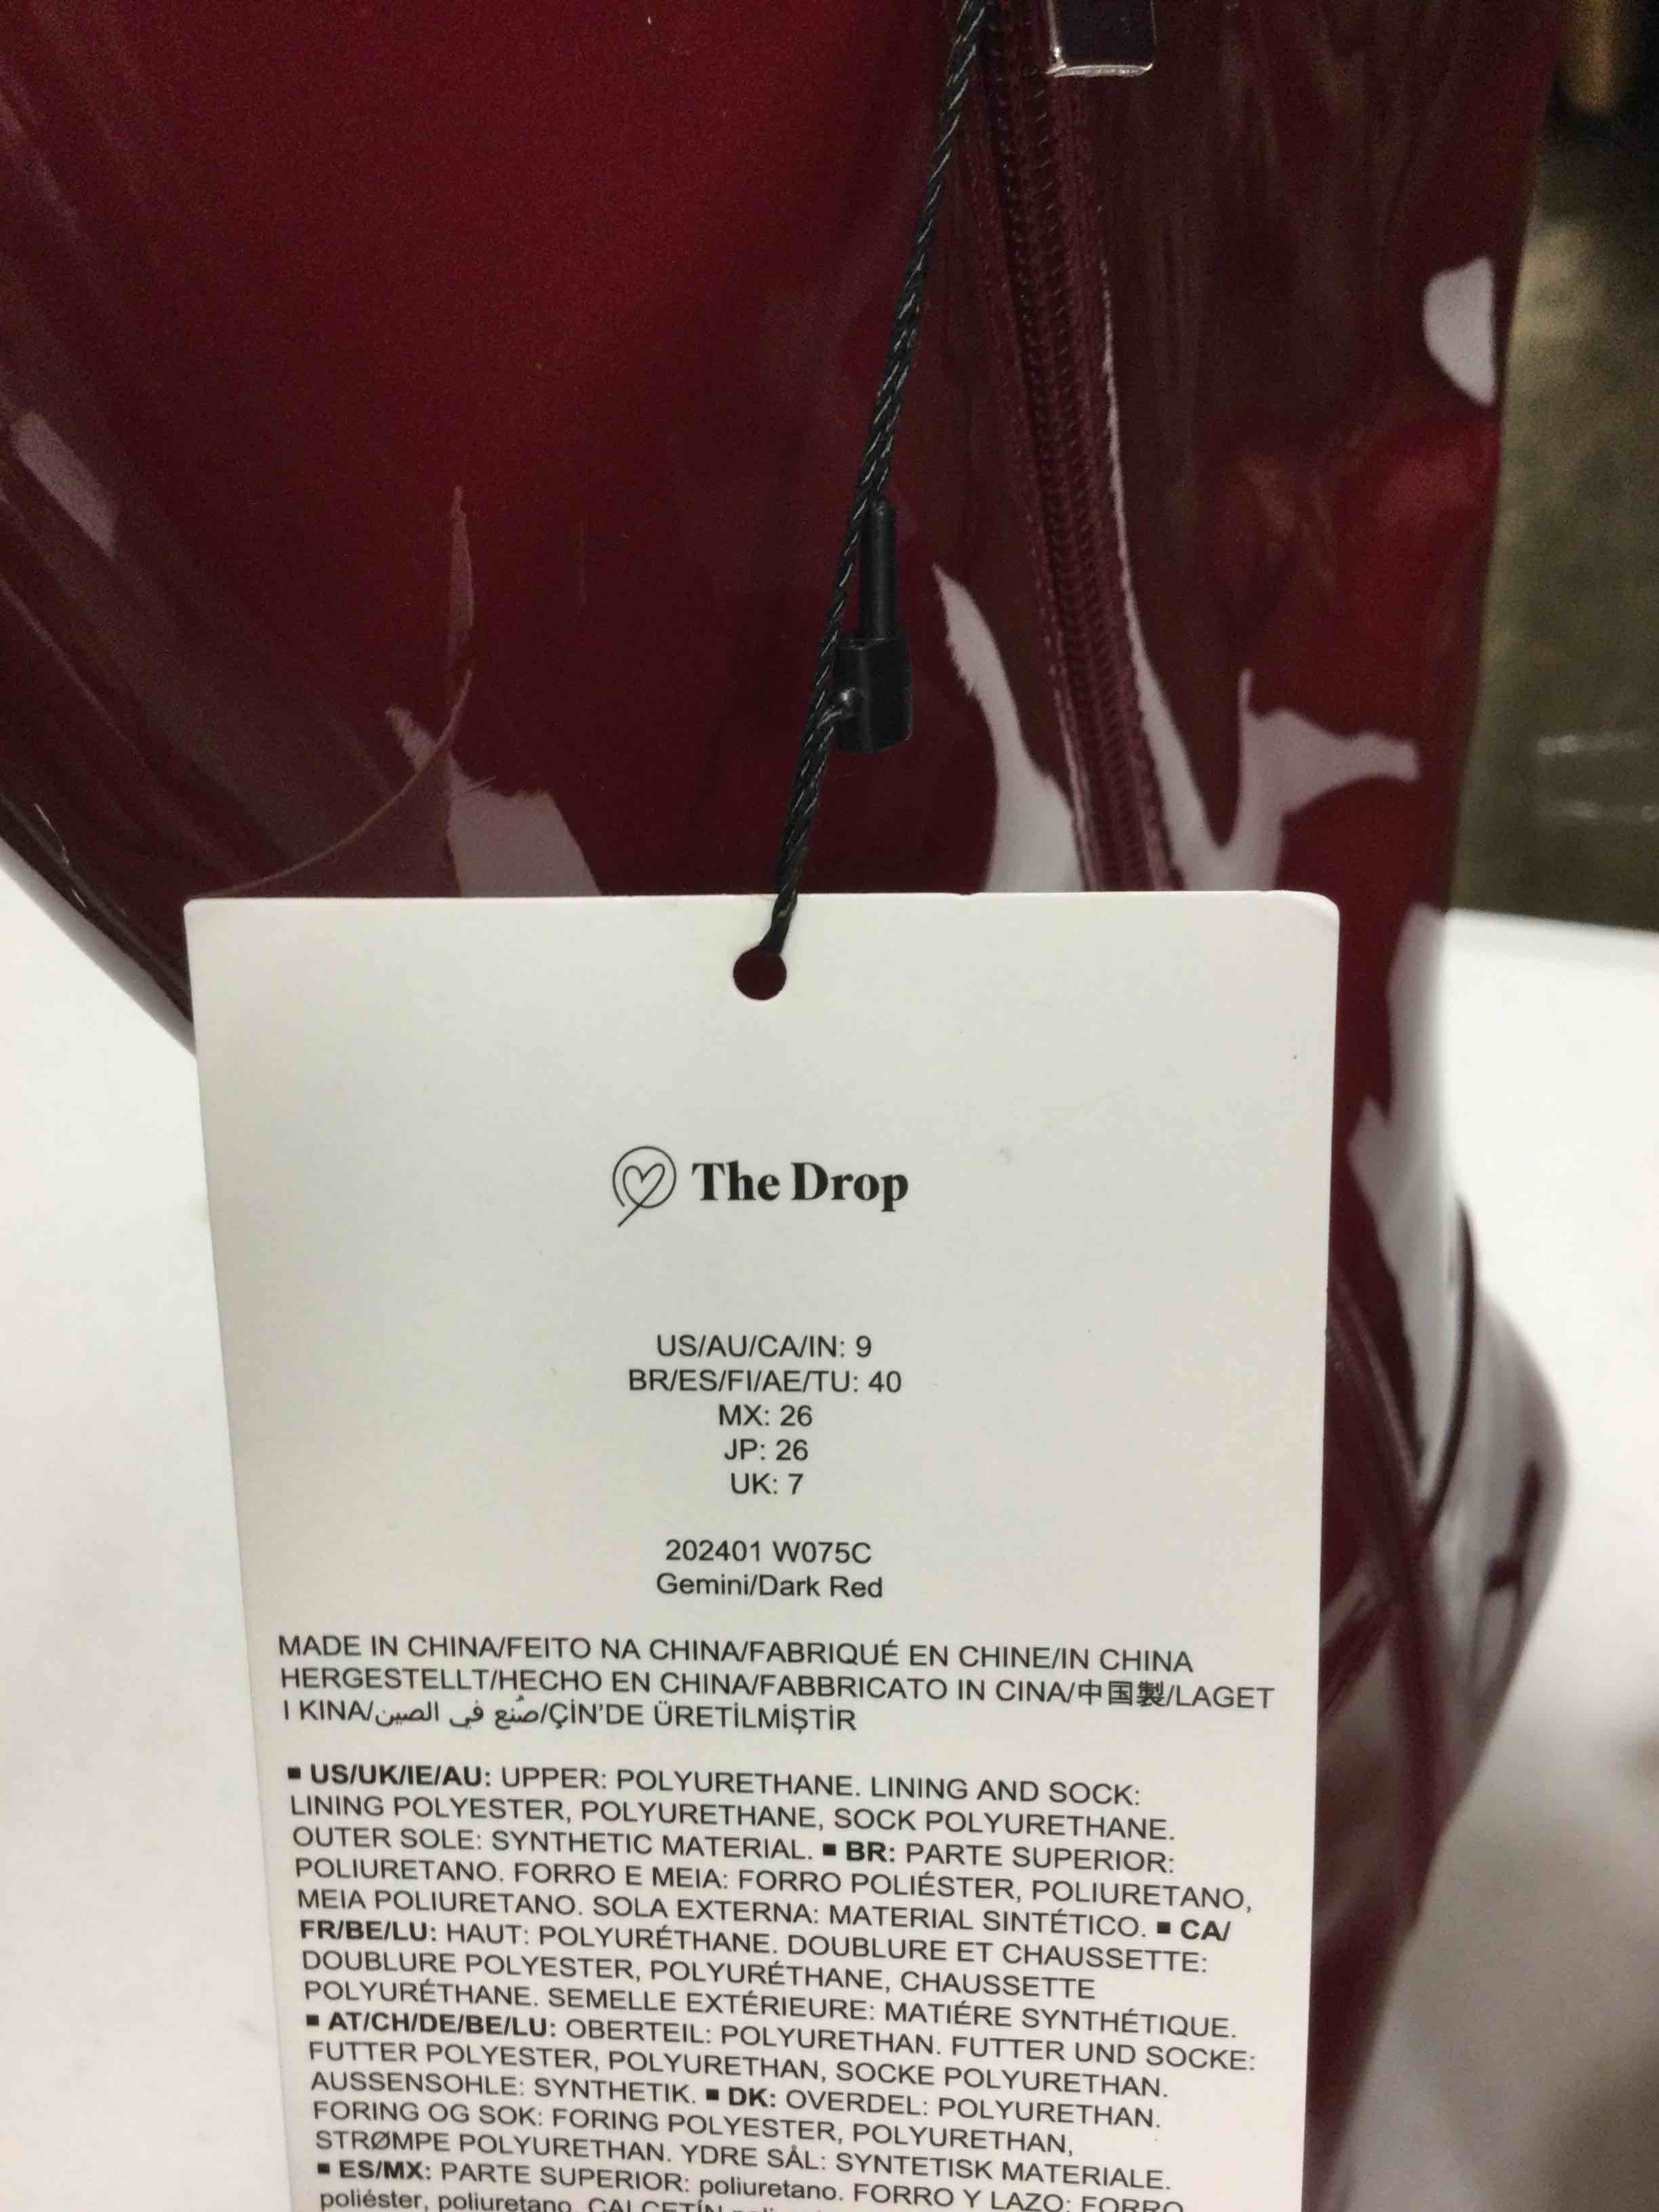 The Drop
US/AU/CA/IN: 9
BR/ES/FI/AE/TU: 40
MX: 26
JP: 26
UK: 7
202401 W075C
Gemini/Dark Red
MADE IN CHINA/FEITO NA CHINA/FABRIQUÉ EN CHINE/IN CHINA
HERGESTELLT/HECHO EN CHINA/FABBRICATO IN CINA/中国製/LAGET
I KINA/صُنع في الصين/ÇİN'DE ÜRETİLMİŞTİR
▪ US/UK/IE/AU: UPPER: POLYURETHANE. LINING AND SOCK:
LINING POLYESTER, POLYURETHANE, SOCK POLYURETHANE.
OUTER SOLE: SYNTHETIC MATERIAL. ▪ BR: PARTE SUPERIOR:
POLIURETANO. FORRO E MEIA: FORRO POLIÉSTER, POLIURETANO,
MEIA POLIURETANO. SOLA EXTERNA: MATERIAL SINTÉTICO. ▪ CA/
FR/BE/LU: HAUT: POLYURÉTHANE. DOUBLURE ET CHAUSSETTE:
DOUBLURE POLYESTER, POLYURÉTHANE, CHAUSSETTE
POLYURÉTHANE. SEMELLE EXTÉRIEURE: MATIÉRE SYNTHÉTIQUE.
▪ AT/CH/DE/BE/LU: OBERTEIL: POLYURETHAN. FUTTER UND SOCKE:
FUTTER POLYESTER, POLYURETHAN, SOCKE POLYURETHAN.
AUSSENSOHLE: SYNTHETIK. ▪ DK: OVERDEL: POLYURETHAN.
FORING OG SOK: FORING POLYESTER, POLYURETHAN,
STRØMPE POLYURETHAN. YDRE SÅL: SYNTETISK MATERIALE.
▪ ES/MX: PARTE SUPERIOR: poliuretano. FORRO Y LAZO: FORRO
poliéster, poliuretano, CALCETÍN